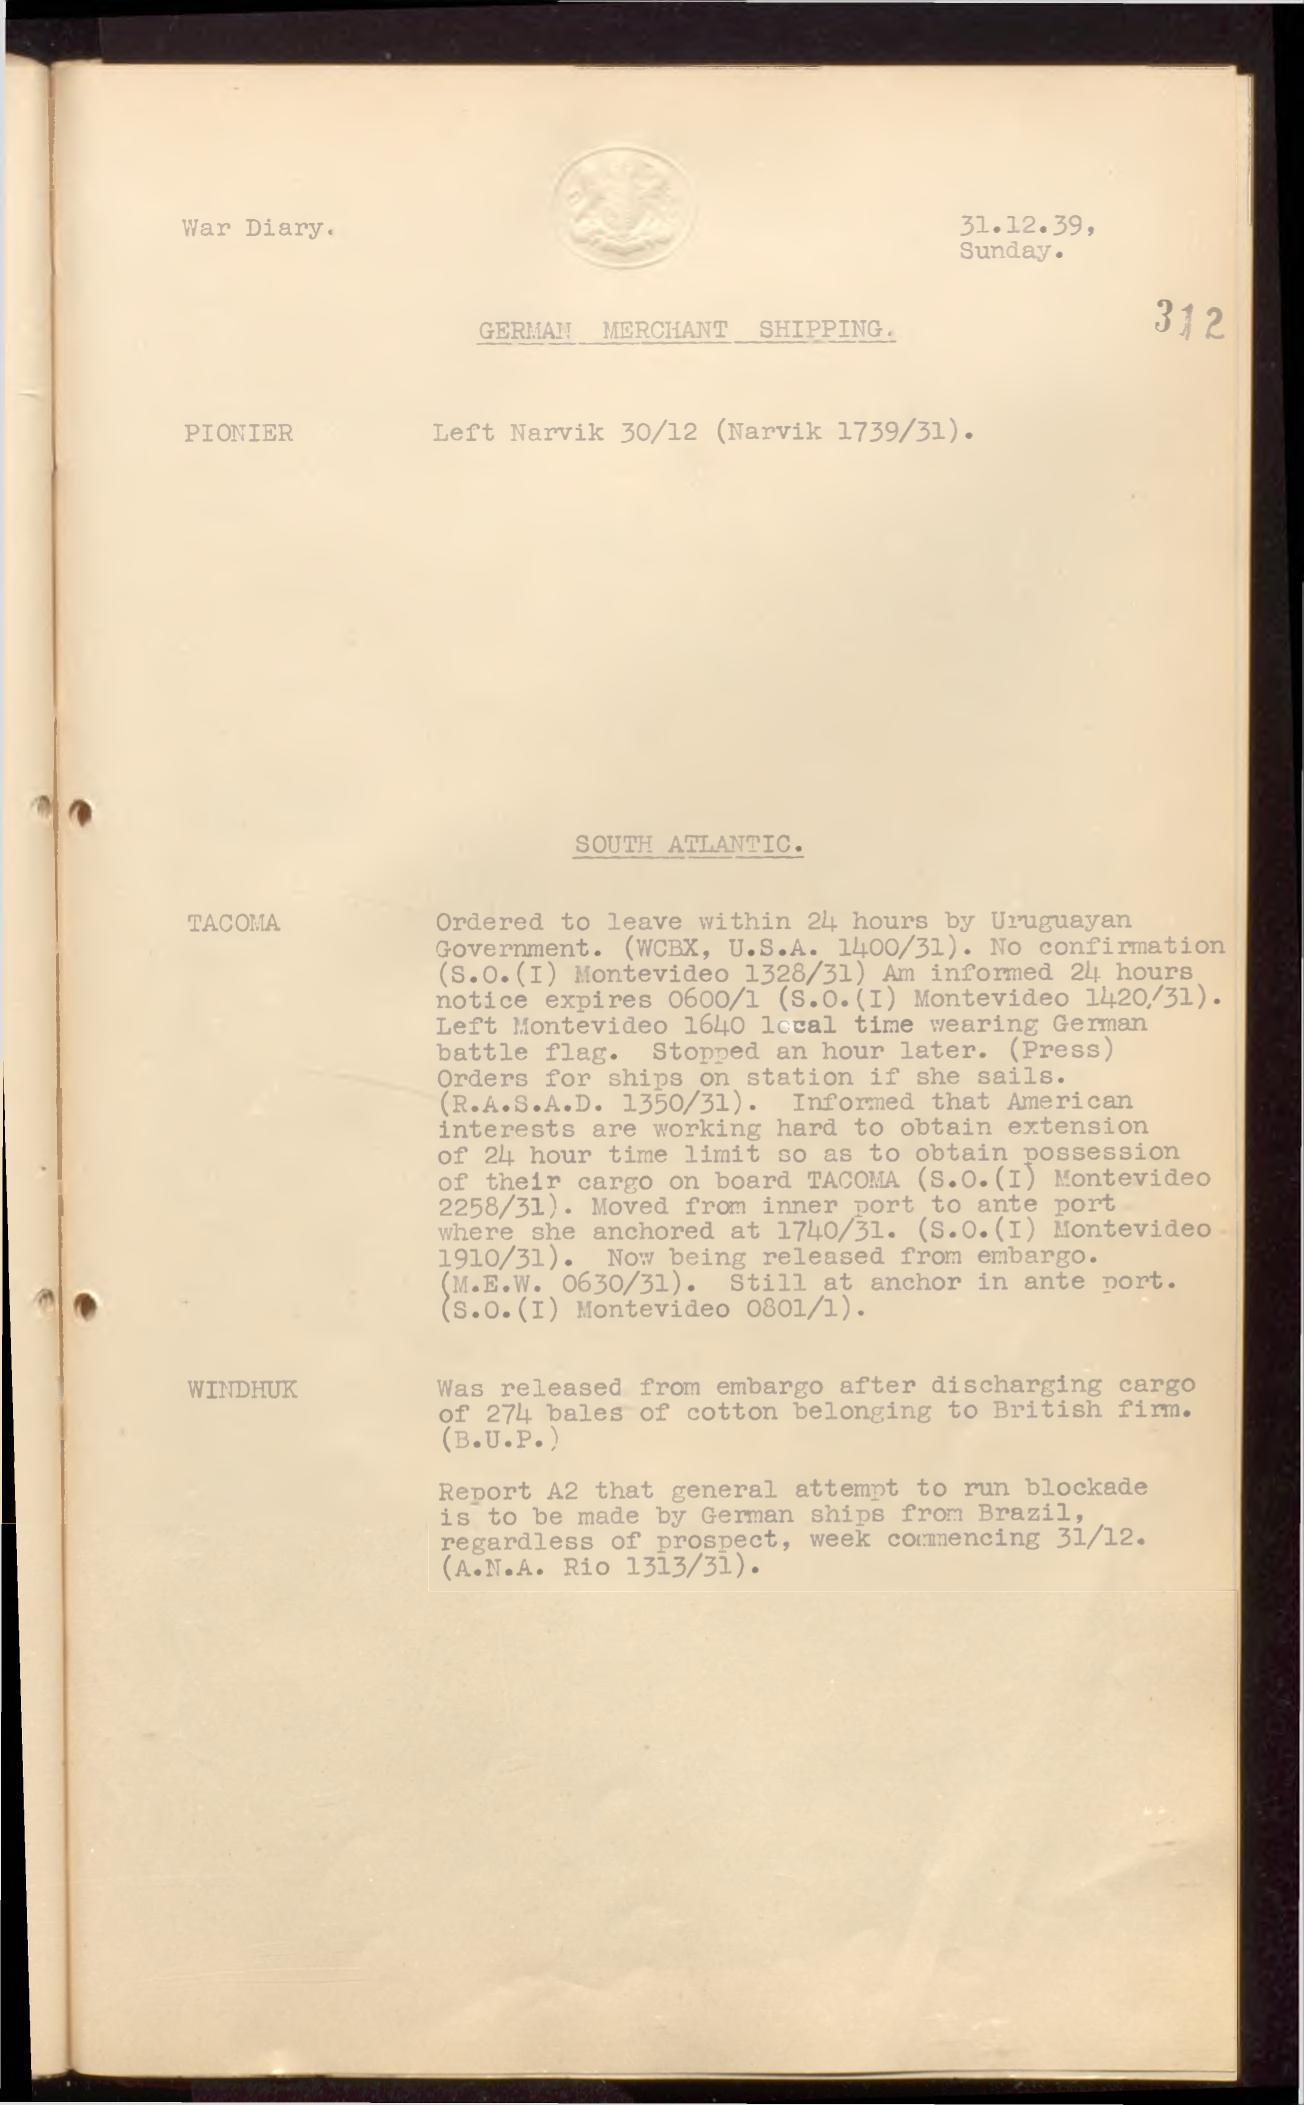 War Diary.
31.12.39,
Sunday.
312
GERMAN MERCHANT SHIPPING.
PIONIER Left Narvik 30/12 (Narvik 1739/31).
SOUTH ATLANTIC.
TACOMA Ordered to leave within 24 hours by Uruguayan
Government. (WCBX, U.S.A. 1400/31). No confirmation
(S.O.(I) Montevideo 1328/31) Am informed 24 hours
notice expires 0600/1 (S.O.(I) Montevideo 1420/31).
Left Montevideo 1640 local time wearing German
battle flag. Stopped an hour later. (Press)
Orders for ships on station if she sails.
(R.A.S.A.D. 1350/31). Informed that American
interests are working hard to obtain extension
of 24 hour time limit so as to obtain possession
of their cargo on board TACOMA (S.O.(I) Montevideo
2258/31). Moved from inner port to ante port
where she anchored at 1740/31. (S.O.(I) Montevideo
1910/31). Now being released from embargo.
(M.E.W. 0630/31). Still at anchor in ante port.
(S.O.(I) Montevideo 0801/1).
WINDHUK Was released from embargo after discharging cargo
of 274 bales of cotton belonging to British firm.
(B.U.P.)
Report A2 that general attempt to run blockade
is to be made by German ships from Brazil,
regardless of prospect, week commencing 31/12.
(A.N.A. Rio 1313/31).